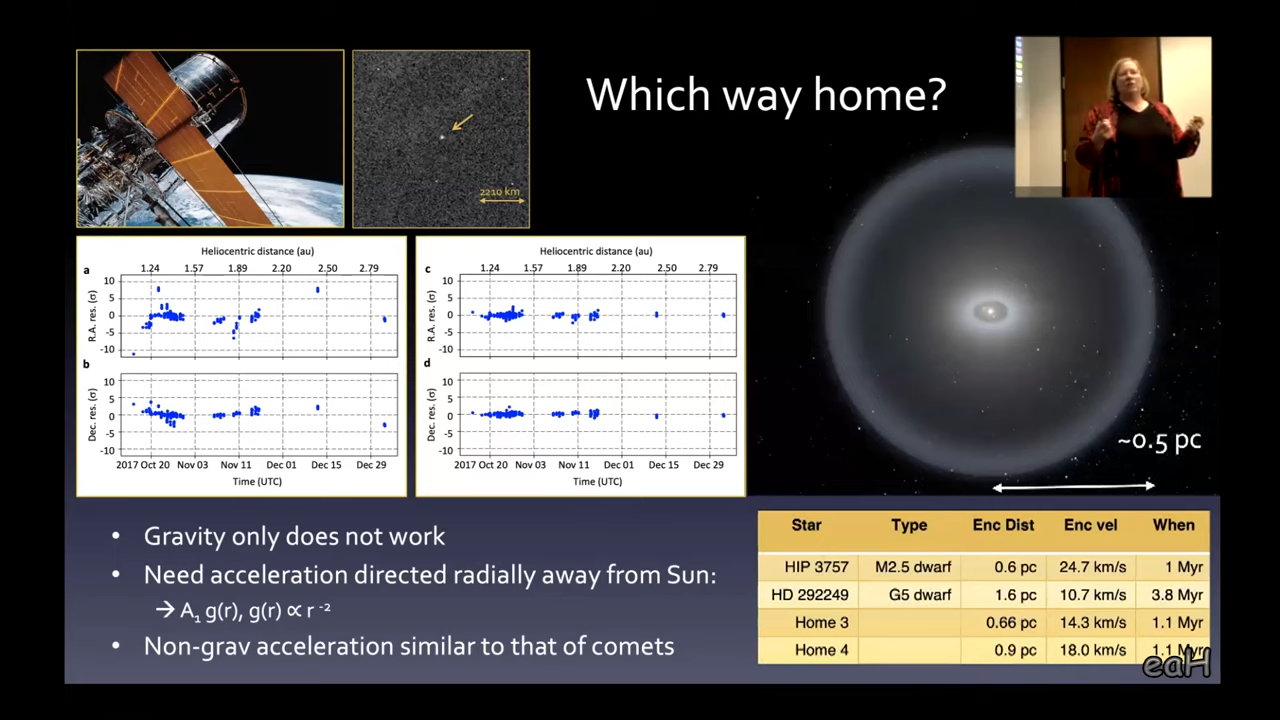 Which way home?
2210 km
Heliocentric distance (au)
1.24 1.57 1.89 2.20 2.50 2.79
a
10
5
0
-5
-10
R.A. res. (σ)
b
10
5
0
-5
-10
Dec. res. (σ)
2017 Oct 20 Nov 03 Nov 11 Dec 01 Dec 15 Dec 29
Time (UTC)
Heliocentric distance (au)
1.24 1.57 1.89 2.20 2.50 2.79
c
10
5
0
-5
-10
R.A. res. (σ)
d
10
5
0
-5
-10
Dec. res. (σ)
2017 Oct 20 Nov 03 Nov 11 Dec 01 Dec 15 Dec 29
Time (UTC)
~0.5 pc
• Gravity only does not work
• Need acceleration directed radially away from Sun:
→ A₁ g(r), g(r) ∝ r ⁻²
• Non-grav acceleration similar to that of comets
Star Type Enc Dist Enc vel When
HIP 3757 M2.5 dwarf 0.6 pc 24.7 km/s 1 Myr
HD 292249 G5 dwarf 1.6 pc 10.7 km/s 3.8 Myr
Home 3 0.66 pc 14.3 km/s 1.1 Myr
Home 4 0.9 pc 18.0 km/s 1.1 Myr
eaH